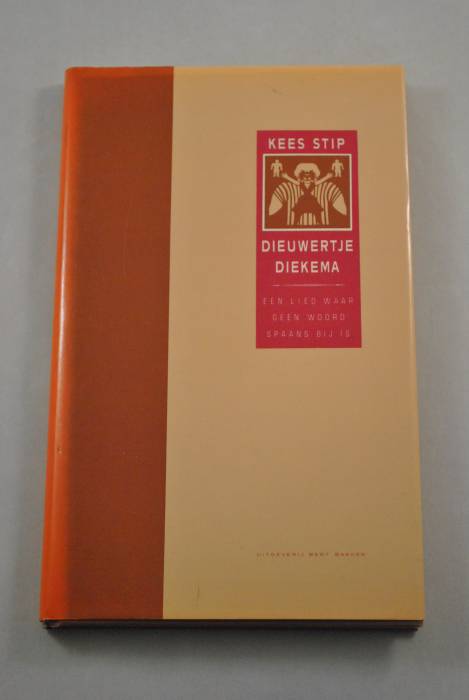 KEES STIP
DIEUWERTJE
DIEKEMA
EEN LIED WAAR
GEEN WOORD
SPAANS BIJ IS
UITGEVERIJ BERT BAKKER